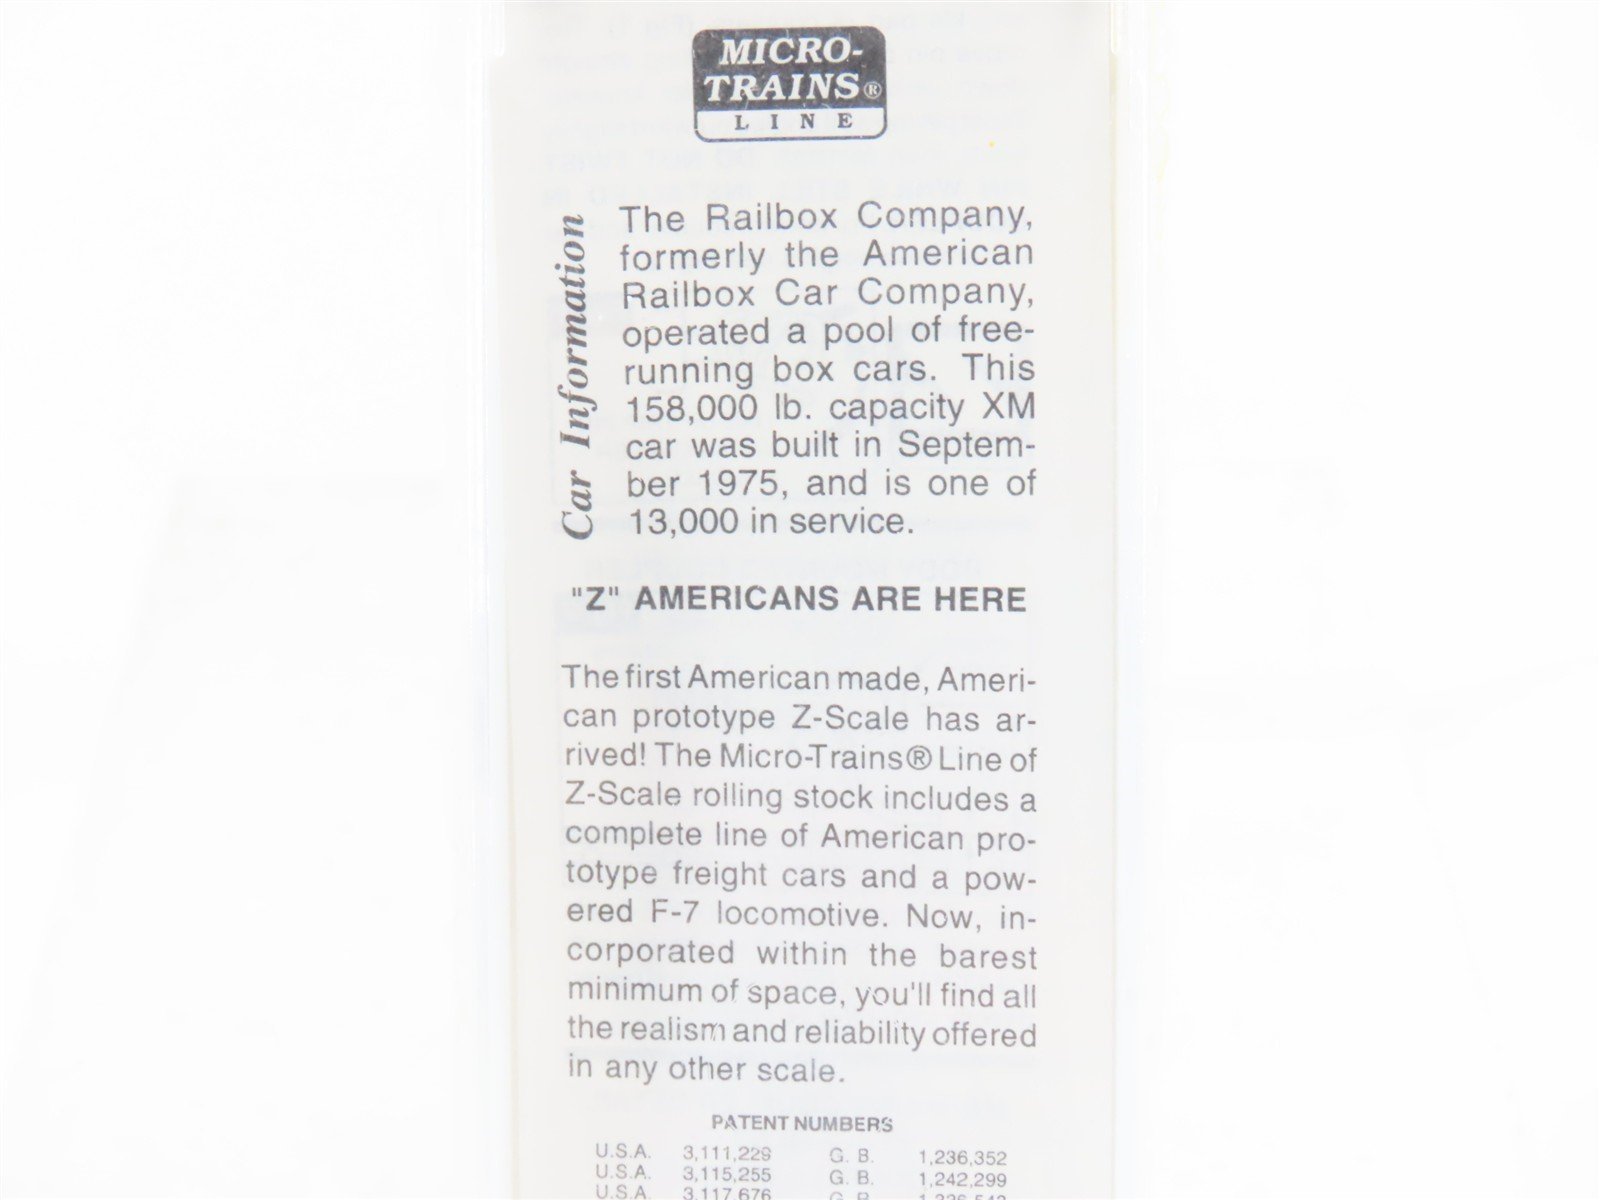 MICRO-
TRAINS®
LINE
Car Information
The Railbox Company,
formerly the American
Railbox Car Company,
operated a pool of free-
running box cars. This
158,000 lb. capacity XM
car was built in Septem-
ber 1975, and is one of
13,000 in service.
"Z" AMERICANS ARE HERE
The first American made, Ameri-
can prototype Z-Scale has ar-
rived! The Micro-Trains® Line of
Z-Scale rolling stock includes a
complete line of American pro-
totype freight cars and a pow-
ered F-7 locomotive. Now, in-
corporated within the barest
minimum of space, you'll find all
the realism and reliability offered
in any other scale.
PATENT NUMBERS
U.S.A. 3,111,229 G. B. 1,236,352
U.S.A. 3,115,255 G. B. 1,242,299
U.S.A. 3,117,676 G. B.